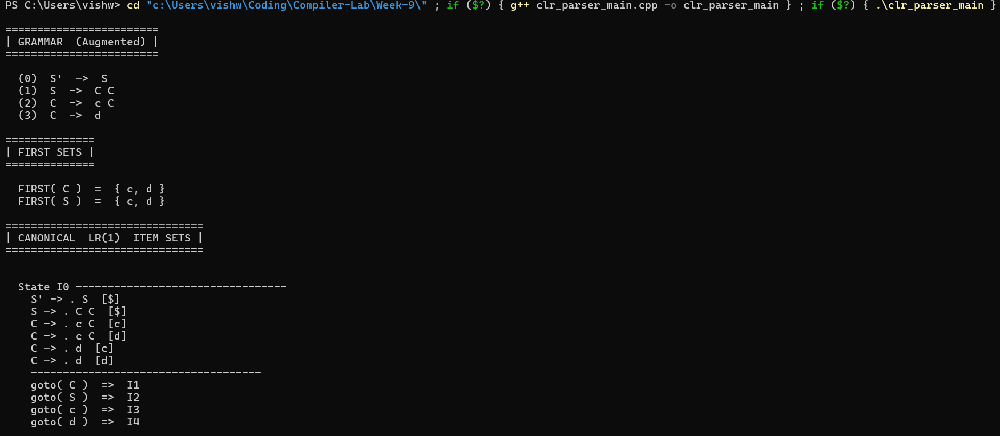 PS C:\Users\vishw> cd "c:\Users\vishw\Coding\Compiler-Lab\Week-9\" ; if ($?) { g++ clr_parser_main.cpp -o clr_parser_main } ; if ($?) { .\clr_parser_main }
========================
| GRAMMAR  (Augmented) |
========================
(0)  S'  ->  S
(1)  S  ->  C C
(2)  C  ->  c C
(3)  C  ->  d
==============
| FIRST SETS |
==============
FIRST( C )  =  { c, d }
FIRST( S )  =  { c, d }
===============================
| CANONICAL  LR(1)  ITEM SETS |
===============================
State I0 ---------------------------------
S' -> . S  [$]
S -> . C C  [$]
C -> . c C  [c]
C -> . c C  [d]
C -> . d  [c]
C -> . d  [d]
------------------------------------
goto( C )  =>  I1
goto( S )  =>  I2
goto( c )  =>  I3
goto( d )  =>  I4